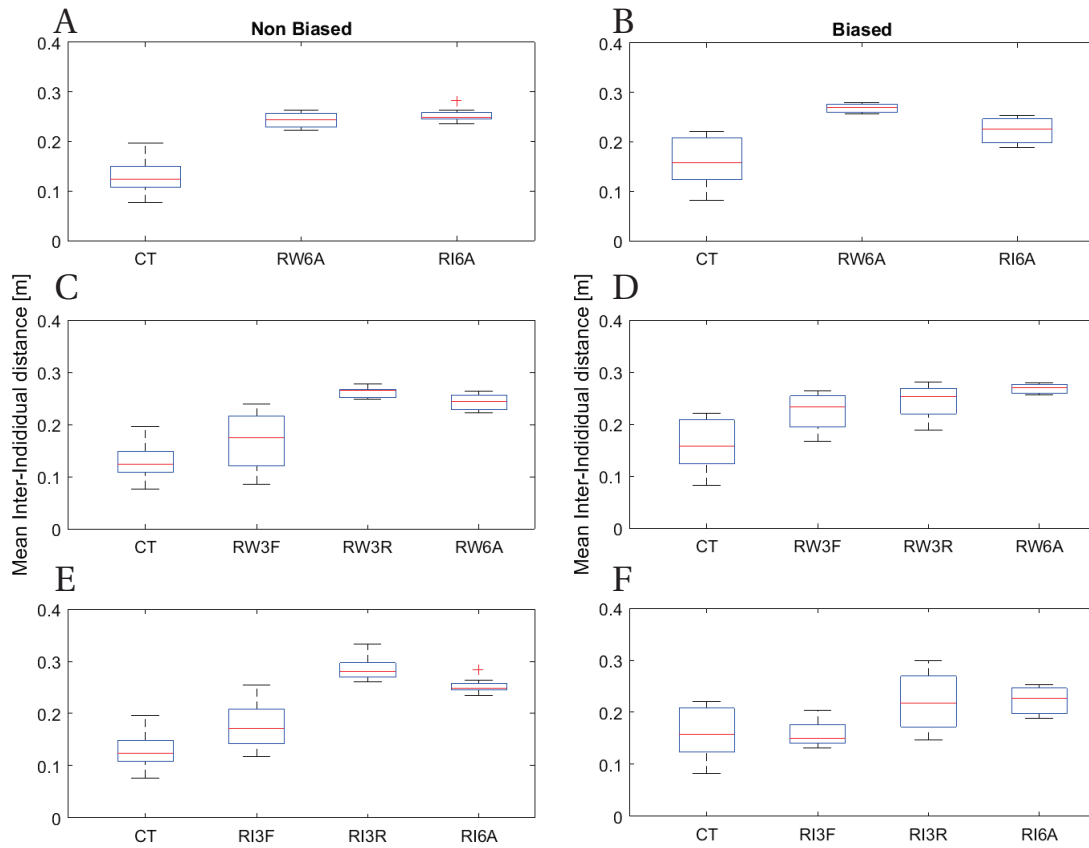 A
Non Biased
0.4
0.3
0.2
0.1
0
CT RW6A RI6A
B
Biased
0.4
0.3
0.2
0.1
0
CT RW6A RI6A
Mean Inter-Indididual distance [m]
C
0.4
0.3
0.2
0.1
0
CT RW3F RW3R RW6A
Mean Inter-Indididual distance [m]
D
0.4
0.3
0.2
0.1
0
CT RW3F RW3R RW6A
E
0.4
0.3
0.2
0.1
0
CT RI3F RI3R RI6A
F
0.4
0.3
0.2
0.1
0
CT RI3F RI3R RI6A